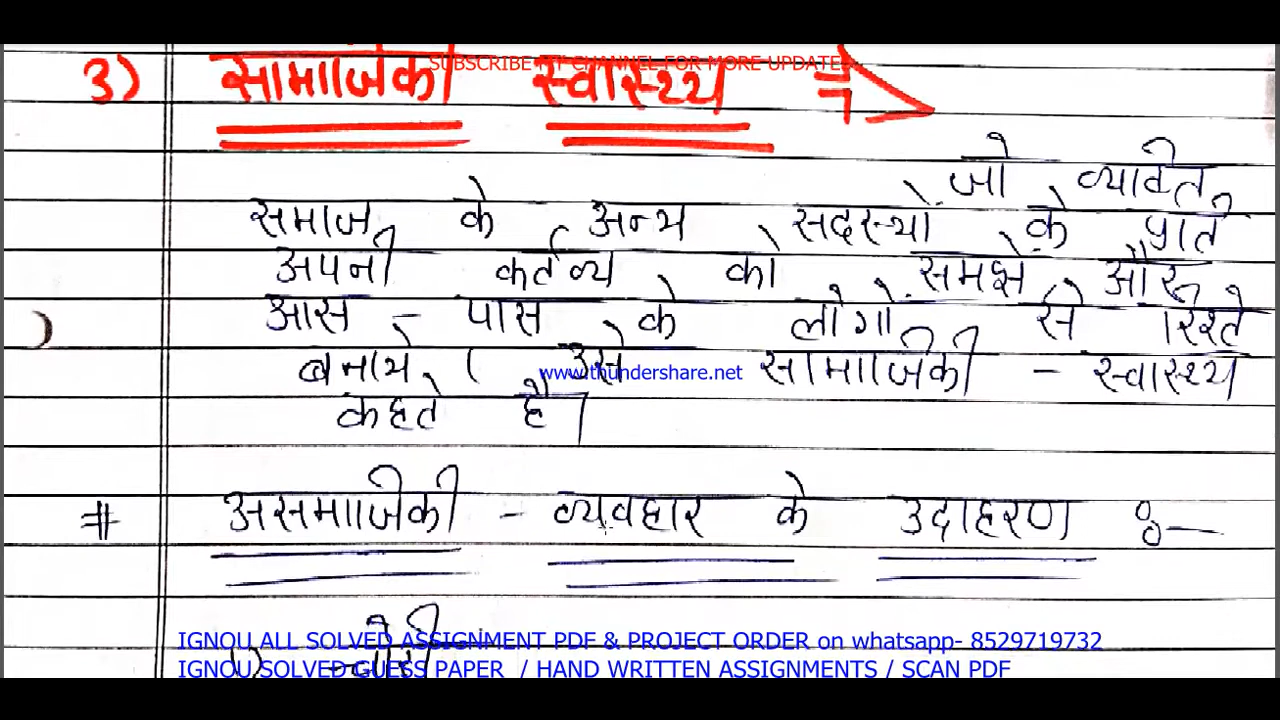 SUBSCRIBE MY CHANNEL FOR MORE UPDATE
3) सामाजिकी स्वास्थ्य ⇒
जो व्यक्ति
समाज के अन्य सदस्यों के प्रति
अपनी कर्तव्य को समझे और
आस - पास के लोगों से रिश्ते
बनाये । उसे सामाजिकी - स्वास्थ्य
www.thundershare.net
कहते है।
# असमाजिकी - व्यवहार के उदाहरण :-
IGNOU ALL SOLVED ASSIGNMENT PDF & PROJECT ORDER on whatsapp- 8529719732
IGNOU SOLVED GUESS PAPER / HAND WRITTEN ASSIGNMENTS / SCAN PDF